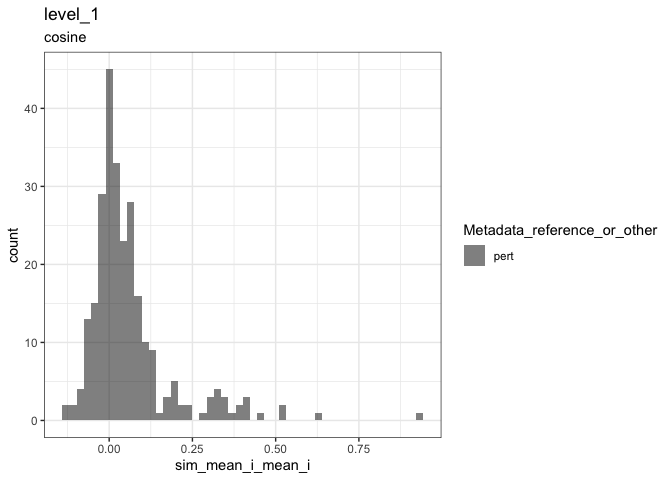 level_1
cosine
40
30
20
10
0
count
0.00
0.25
0.50
0.75
sim_mean_i_mean_i
Metadata_reference_or_other
pert